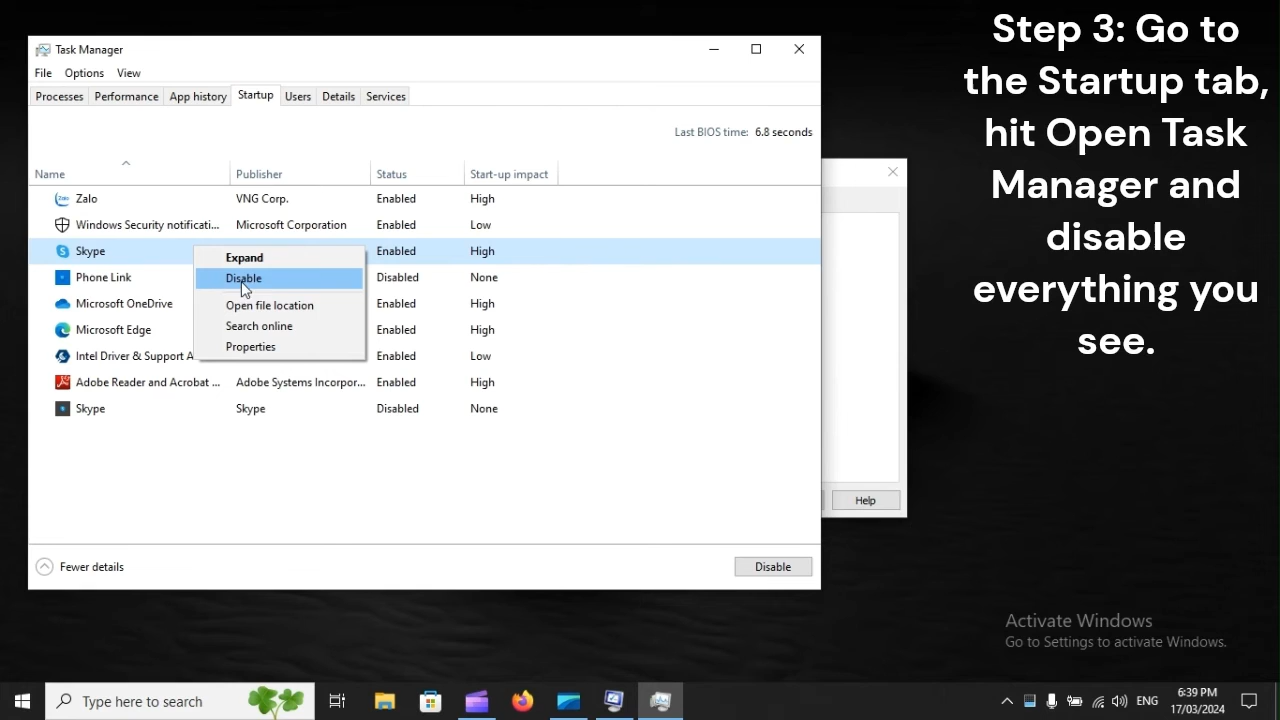 Step 3: Go to
the Startup tab,
hit Open Task
Manager and
disable
everything you
see.
Task Manager
File Options View
Processes Performance App history Startup Users Details Services
Last BIOS time: 6.8 seconds
Name Publisher Status Start-up impact
Zalo VNG Corp. Enabled High
Windows Security notificati... Microsoft Corporation Enabled Low
Skype Enabled High
Phone Link Disabled None
Microsoft OneDrive Enabled High
Microsoft Edge Enabled High
Intel Driver & Support A Enabled Low
Adobe Reader and Acrobat ... Adobe Systems Incorpor... Enabled High
Skype Skype Disabled None
Expand
Disable
Open file location
Search online
Properties
Help
Fewer details Disable
Activate Windows
Go to Settings to activate Windows.
Type here to search
ENG
6:39 PM
17/03/2024